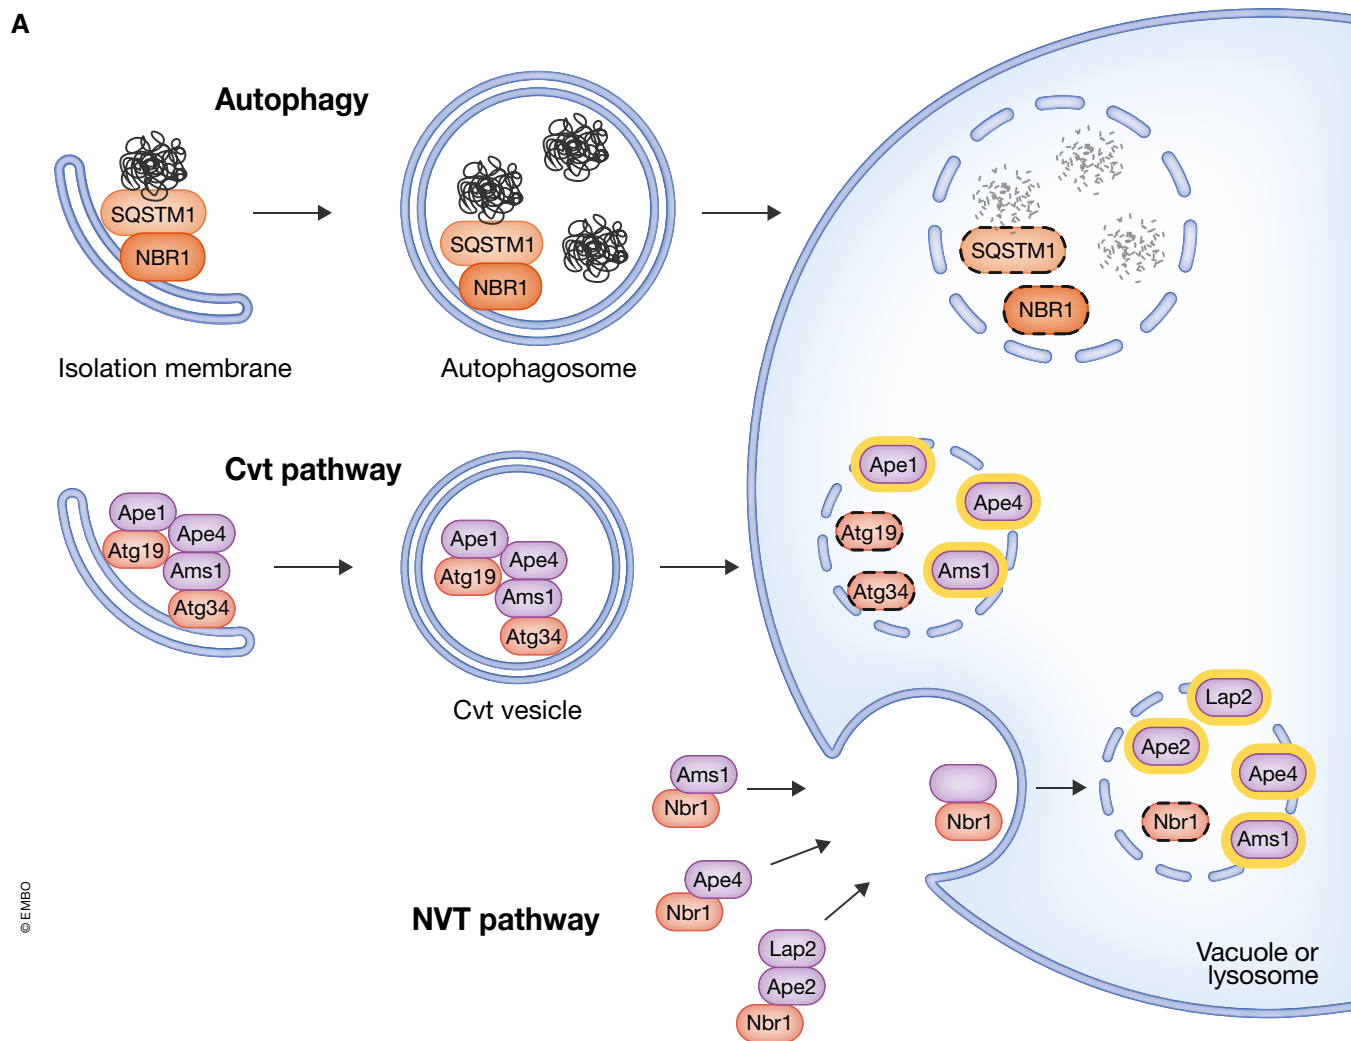 A
Autophagy
SQSTM1
NBR1
SQSTM1
NBR1
SQSTM1
NBR1
Isolation membrane
Autophagosome
Cvt pathway
Ape1
Ape4
Atg19
Ams1
Atg34
Ape1
Ape4
Atg19
Ams1
Atg34
Cvt vesicle
Ape1
Ape4
Atg19
Ams1
Atg34
NVT pathway
Ams1
Nbr1
Ape4
Nbr1
Lap2
Ape2
Nbr1
Nbr1
Lap2
Ape2
Ape4
Nbr1
Ams1
Vacuole or
lysosome
© EMBO